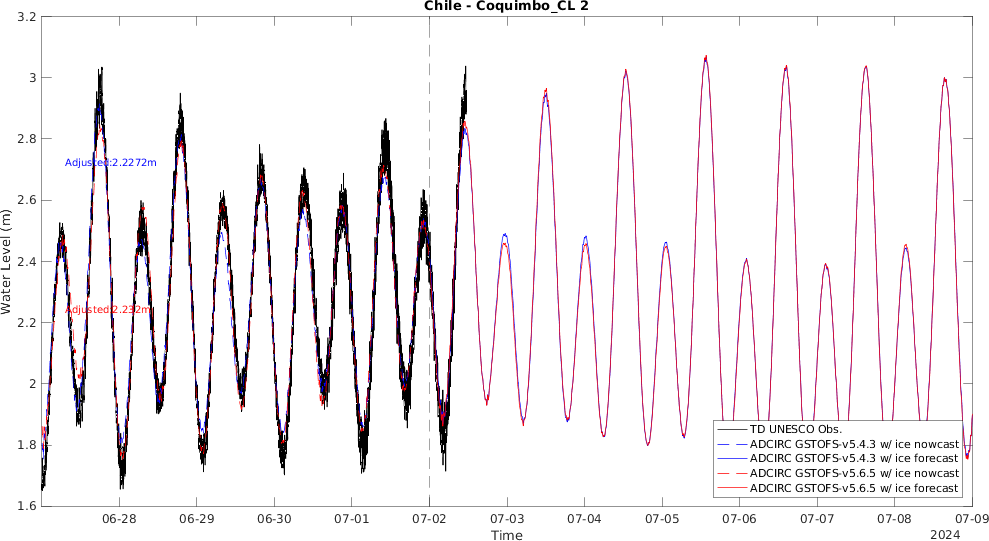 Chile - Coquimbo_CL 2
3.2
3
2.8
2.6
2.4
2.2
2
1.8
1.6
Water Level (m)
Adjusted:2.2272m
Adjusted:2.232m
TD UNESCO Obs.
ADCIRC GSTOFS-v5.4.3 w/ ice nowcast
ADCIRC GSTOFS-v5.4.3 w/ ice forecast
ADCIRC GSTOFS-v5.6.5 w/ ice nowcast
ADCIRC GSTOFS-v5.6.5 w/ ice forecast
06-28 06-29 06-30 07-01 07-02 07-03 07-04 07-05 07-06 07-07 07-08 07-09
Time
2024